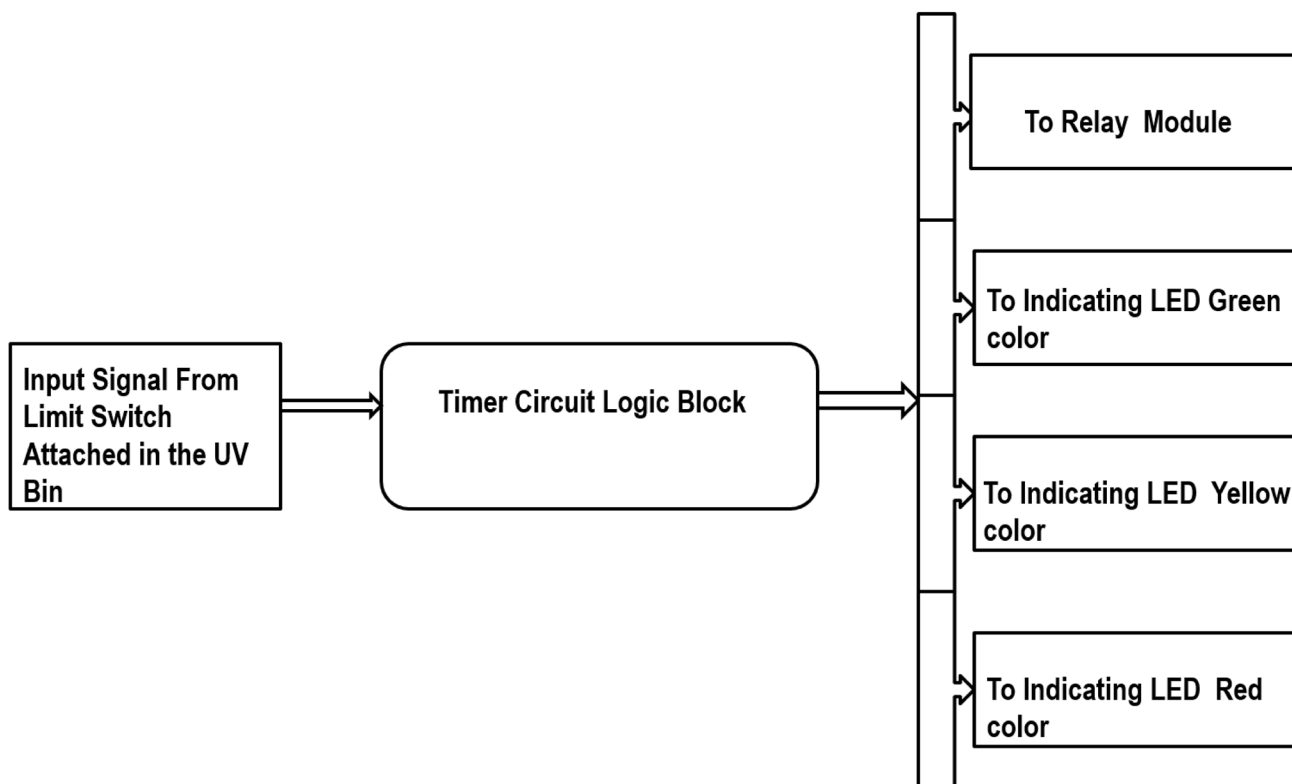 To Relay Module
To Indicating LED Green
color
Input Signal From
Limit Switch
Attached in the UV
Bin
Timer Circuit Logic Block
To Indicating LED Yellow
color
To Indicating LED Red
color